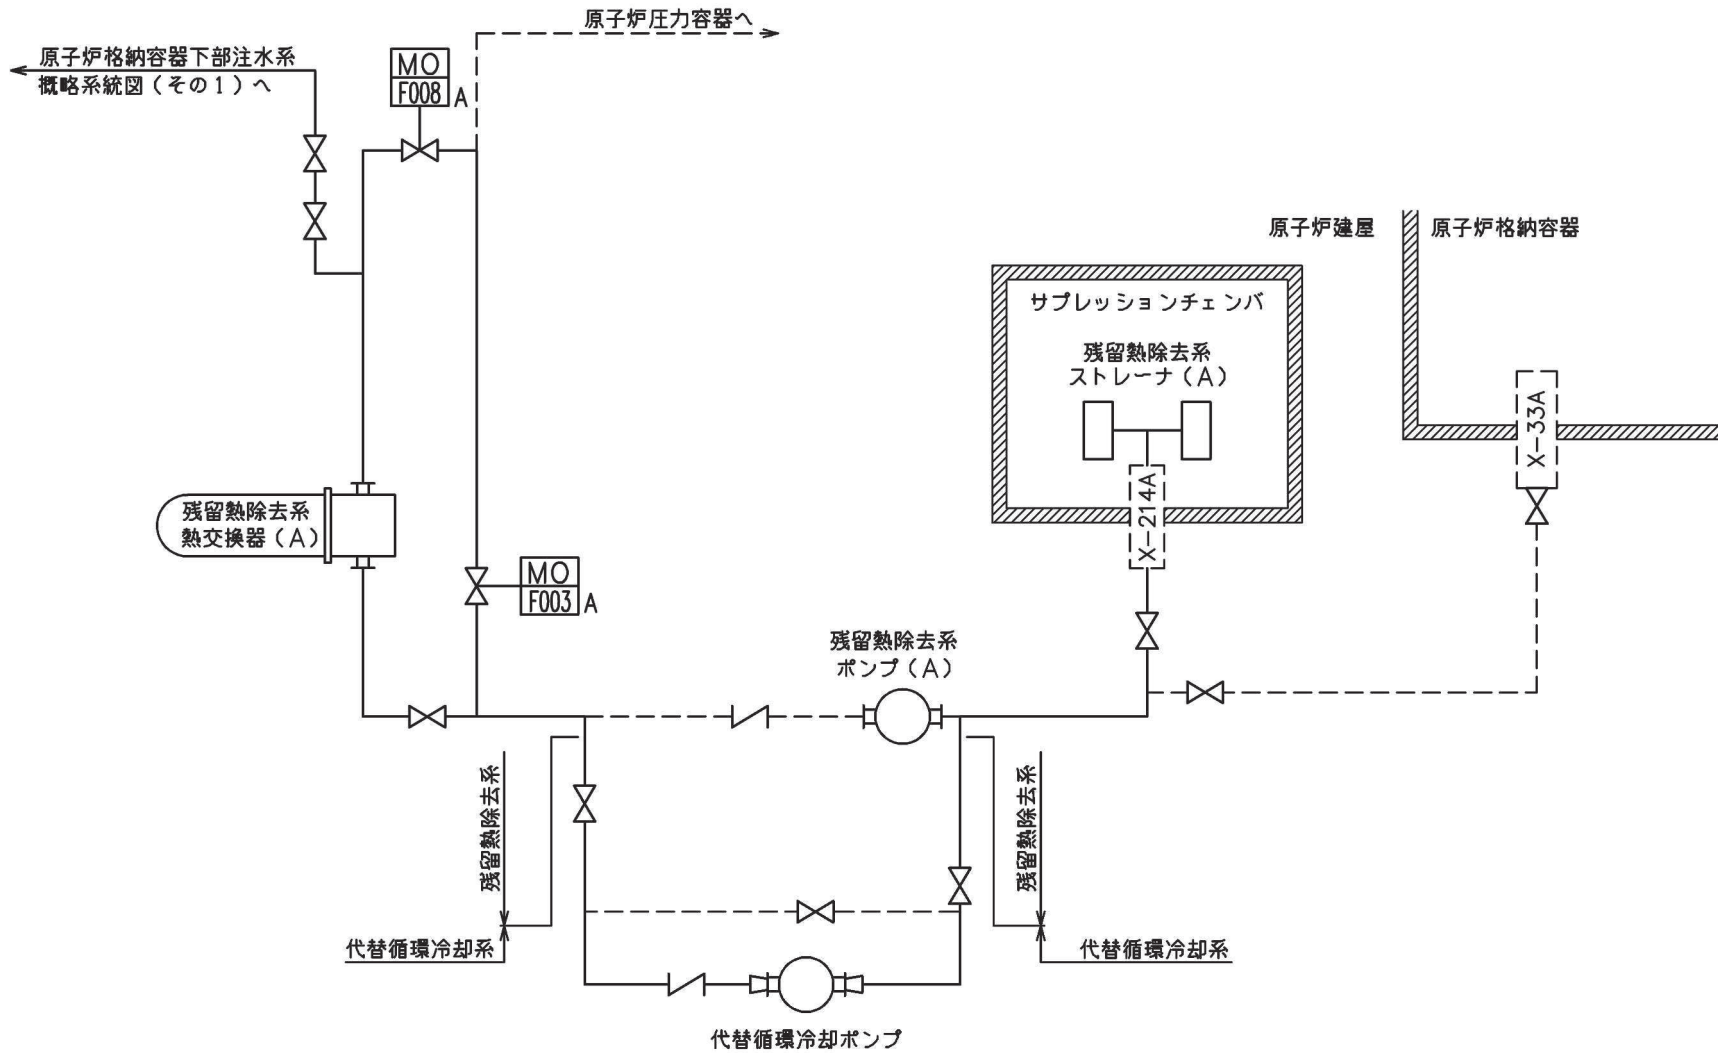 原子炉圧力容器へ
原子炉格納容器下部注水系
概略系統図(その1)へ
MO
F008 A
原子炉建屋
原子炉格納容器
サプレッションチェンバ
残留熱除去系
ストレーナ(A)
X-33A
X-214A
残留熱除去系
熱交換器(A)
MO
F003 A
残留熱除去系
ポンプ(A)
残留熱除去系
残留熱除去系
代替循環冷却系
代替循環冷却系
代替循環冷却ポンプ